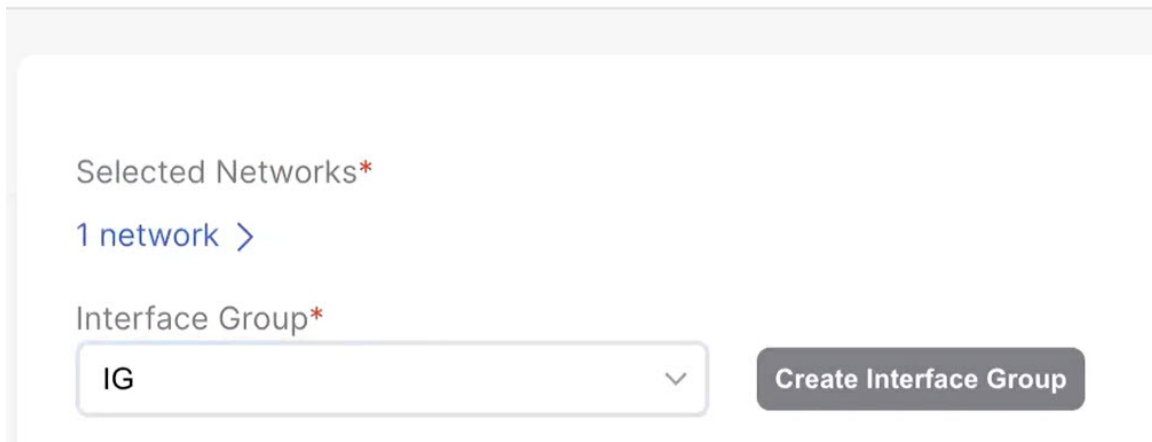 Selected Networks*
1 network
Interface Group*
IG
Create Interface Group